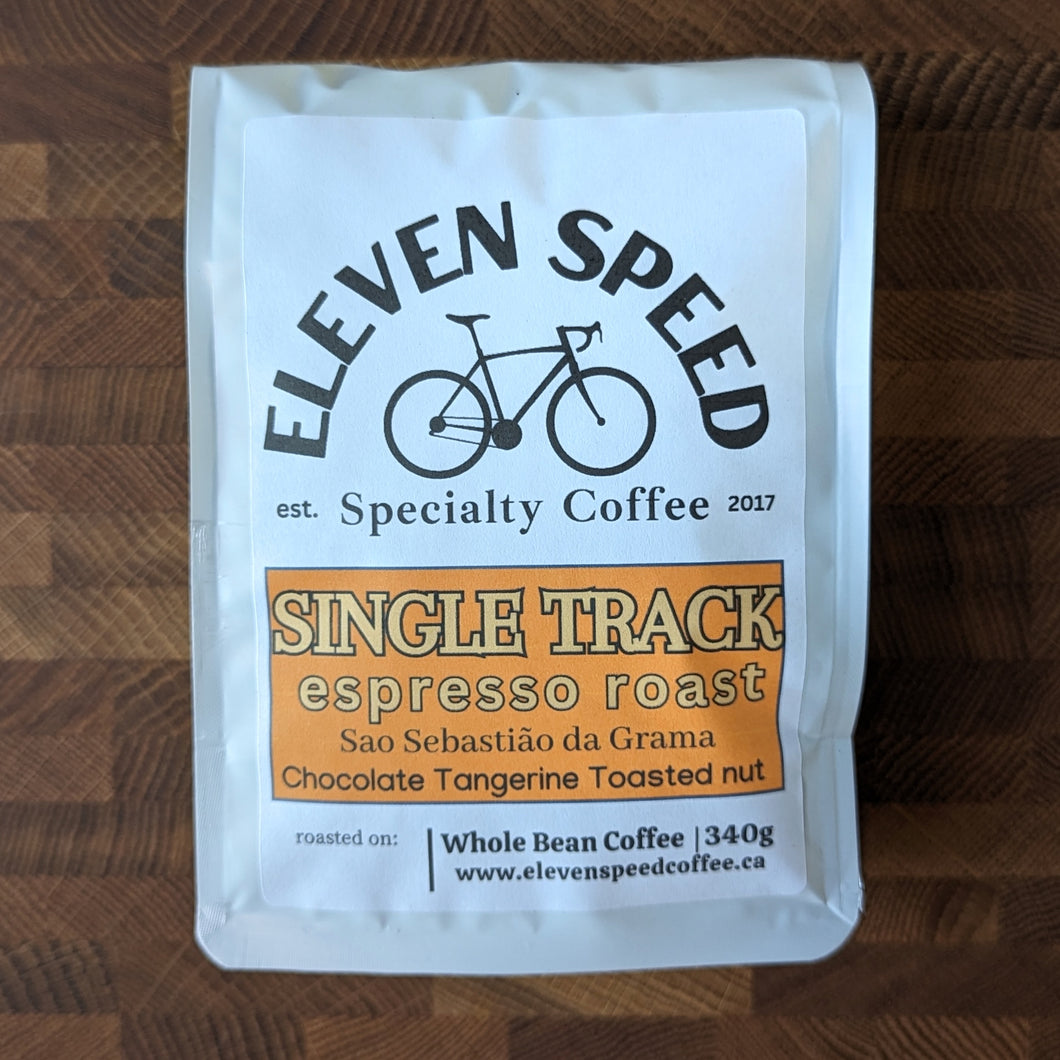 ELEVEN SPEED
est. Specialty Coffee 2017
SINGLE TRACK
espresso roast
Sao Sebastião da Grama
Chocolate Tangerine Toasted nut
roasted on:
Whole Bean Coffee | 340g
www.elevenspeedcoffee.ca